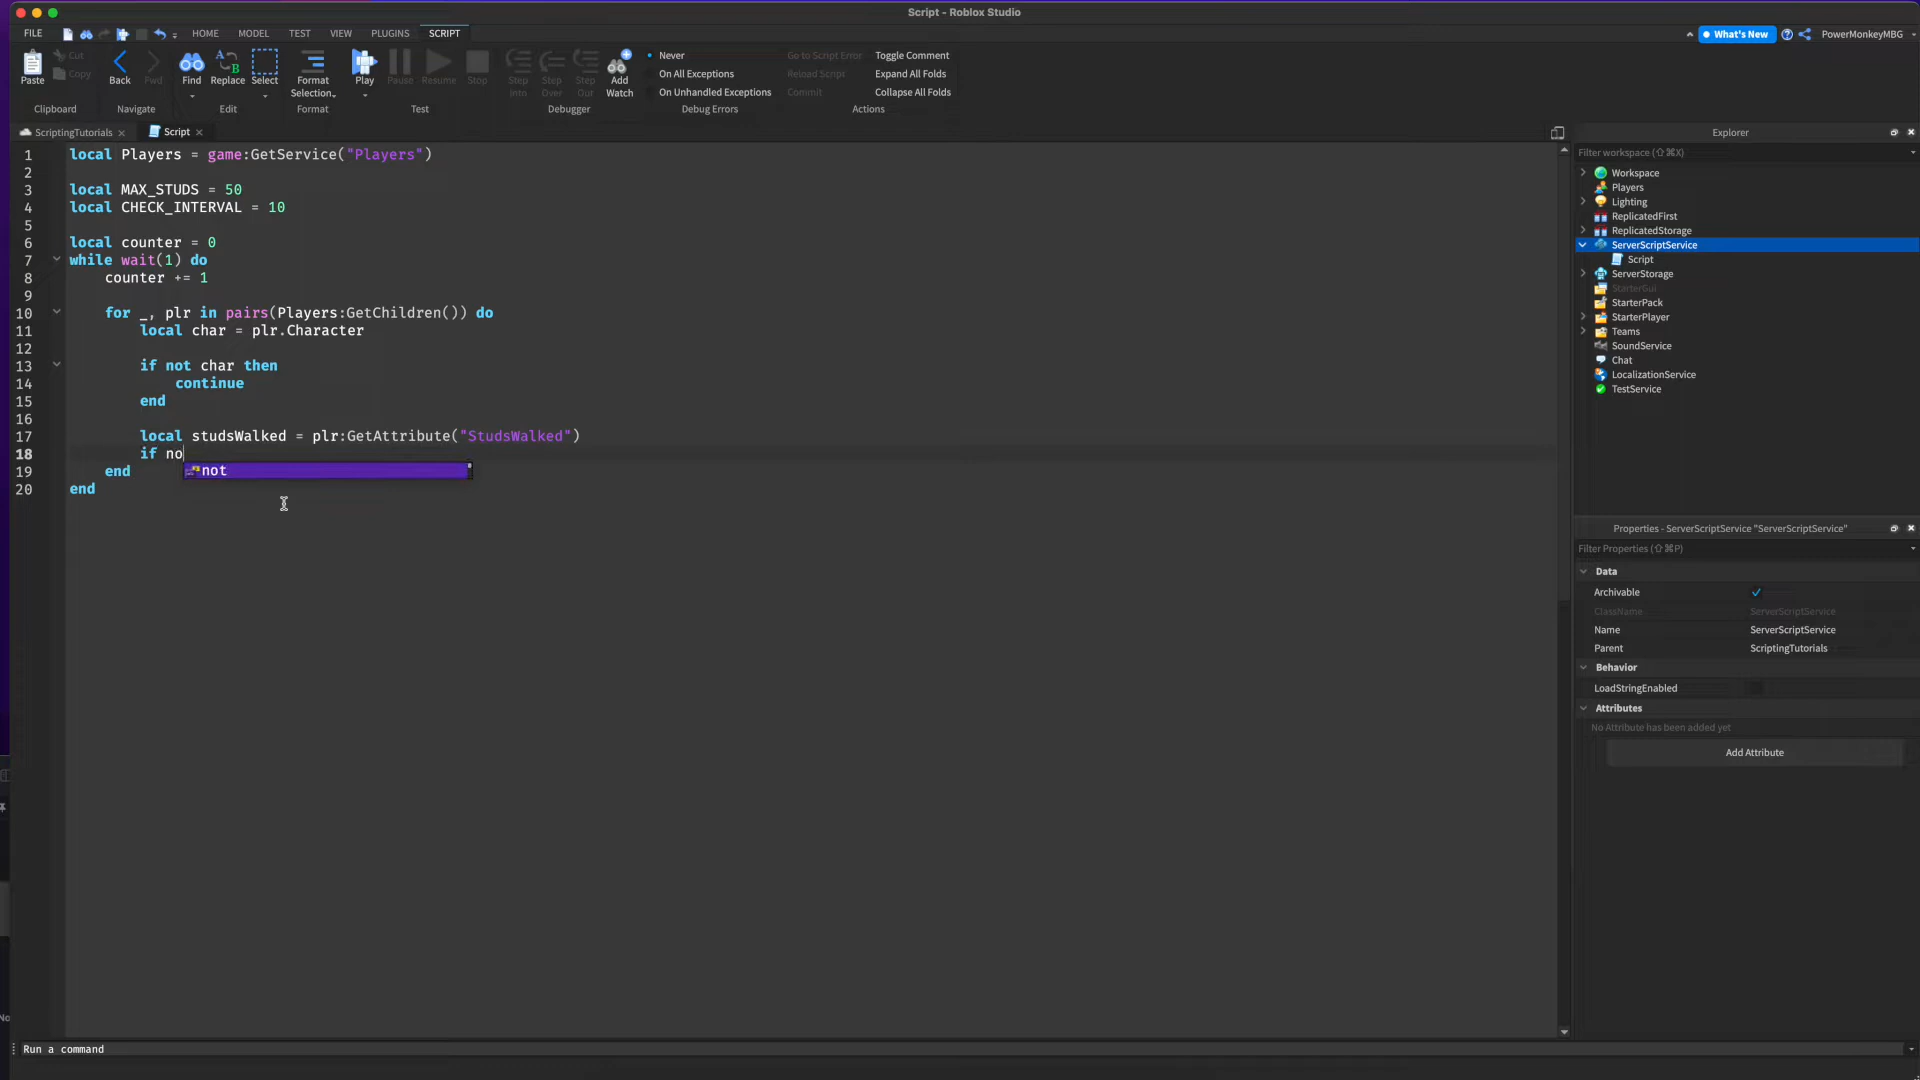 Script - Roblox Studio
FILE HOME MODEL TEST VIEW PLUGINS SCRIPT What's New PowerMonkeyMBG
Paste Cut Copy Back Fwd Find Replace Select Format Selection Play Pause Resume Stop Step Into Step Over Step Out Add Watch
Never Go to Script Error Toggle Comment
On All Exceptions Reload Script Expand All Folds
On Unhandled Exceptions Commit Collapse All Folds
Clipboard Navigate Edit Format Test Debugger Debug Errors Actions
ScriptingTutorials Script
1 local Players = game:GetService("Players")
2
3 local MAX_STUDS = 50
4 local CHECK_INTERVAL = 10
5
6 local counter = 0
7 while wait(1) do
8 counter += 1
9
10 for _, plr in pairs(Players:GetChildren()) do
11 local char = plr.Character
12
13 if not char then
14 continue
15 end
16
17 local studsWalked = plr:GetAttribute("StudsWalked")
18 if no
not
19 end
20 end
Run a command
Explorer
Filter workspace (⇧⌘X)
Workspace
Players
Lighting
ReplicatedFirst
ReplicatedStorage
ServerScriptService
Script
ServerStorage
StarterGui
StarterPack
StarterPlayer
Teams
SoundService
Chat
LocalizationService
TestService
Properties - ServerScriptService "ServerScriptService"
Filter Properties (⇧⌘P)
Data
Archivable
ClassName ServerScriptService
Name ServerScriptService
Parent ScriptingTutorials
Behavior
LoadStringEnabled
Attributes
No Attribute has been added yet
Add Attribute